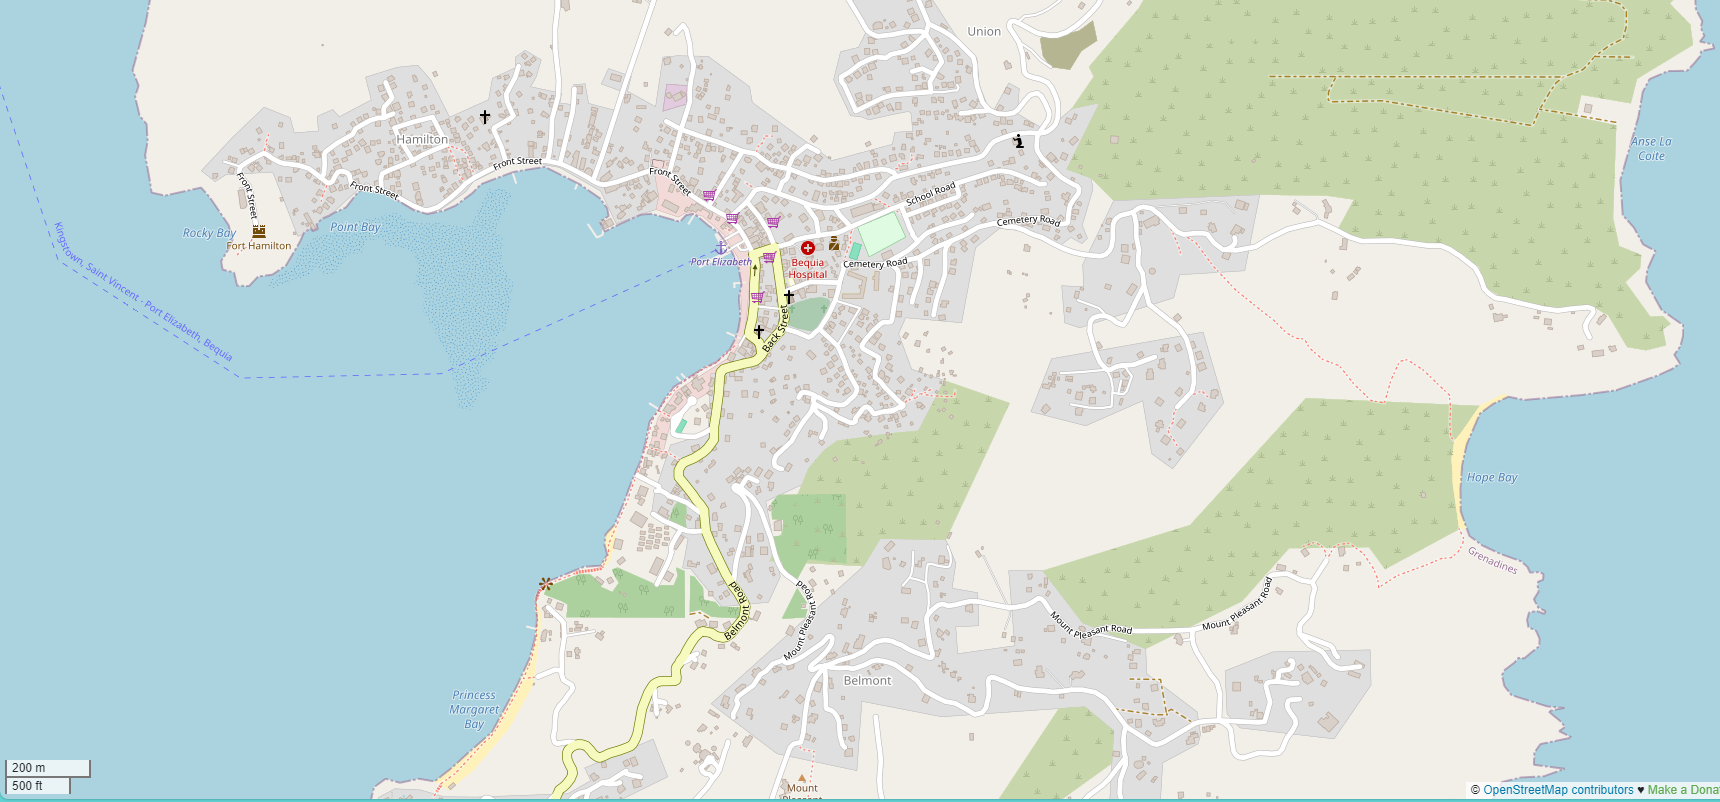 Union
Hamilton
Front Street
Front Street
Front Street
Front Street
School Road
Cemetery Road
Anse La
Coite
Rocky Bay
Point Bay
Fort Hamilton
Port Elizabeth
Bequia
Hospital
Cemetery Road
Kingstown, Saint Vincent - Port Elizabeth, Bequia
Back Street
Hope Bay
Grenadines
Belmont Road
Mount Pleasant Road
Mount Pleasant Road
Mount Pleasant Road
Belmont
Princess
Margaret
Bay
Mount
Pleasant
200 m
500 ft
© OpenStreetMap contributors ♥ Make a Dona